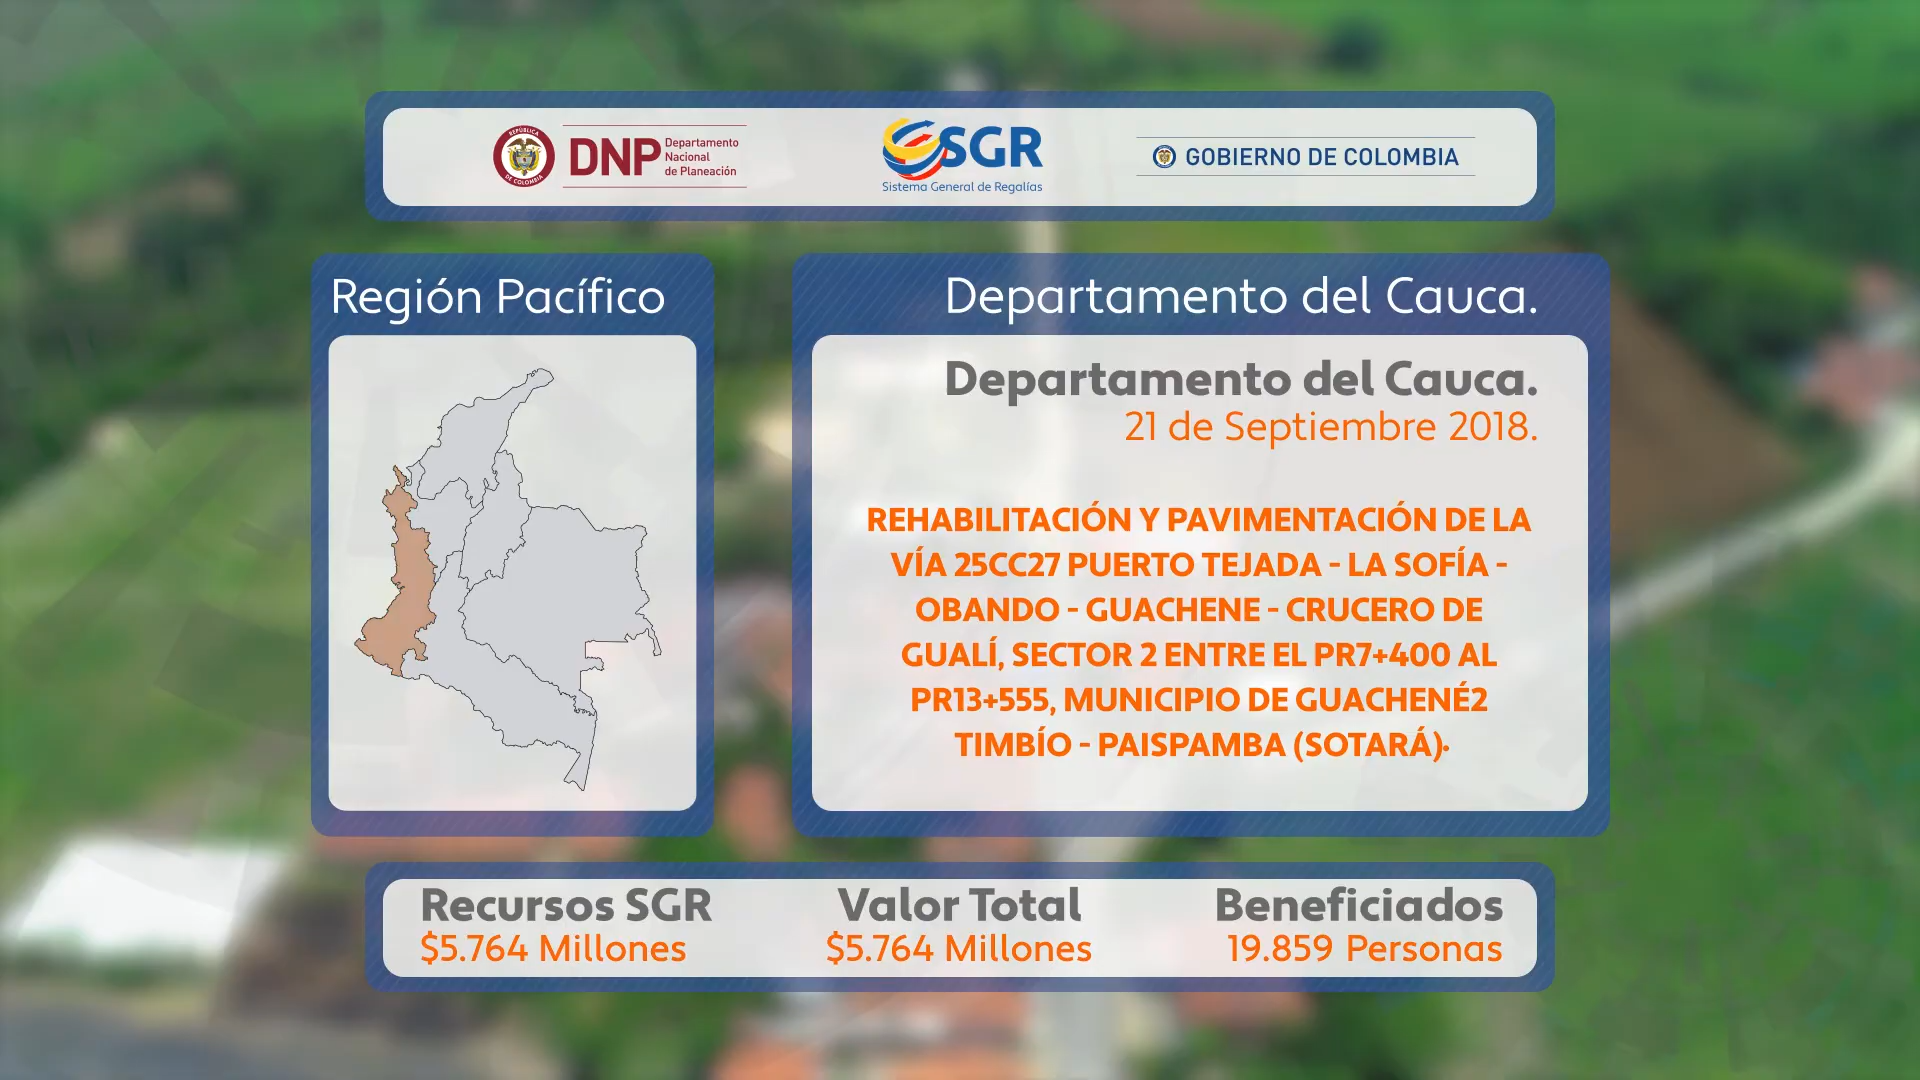 REPÚBLICA
DE COLOMBIA
DNP
Departamento
Nacional
de Planeación
SGR
Sistema General de Regalías
GOBIERNO DE COLOMBIA
Región Pacífico
Departamento del Cauca.
Departamento del Cauca.
21 de Septiembre 2018.
REHABILITACIÓN Y PAVIMENTACIÓN DE LA
VÍA 25CC27 PUERTO TEJADA - LA SOFÍA -
OBANDO - GUACHENE - CRUCERO DE
GUALÍ, SECTOR 2 ENTRE EL PR7+400 AL
PR13+555, MUNICIPIO DE GUACHENÉ2
TIMBÍO - PAISPAMBA (SOTARÁ).
Recursos SGR
$5.764 Millones
Valor Total
$5.764 Millones
Beneficiados
19.859 Personas